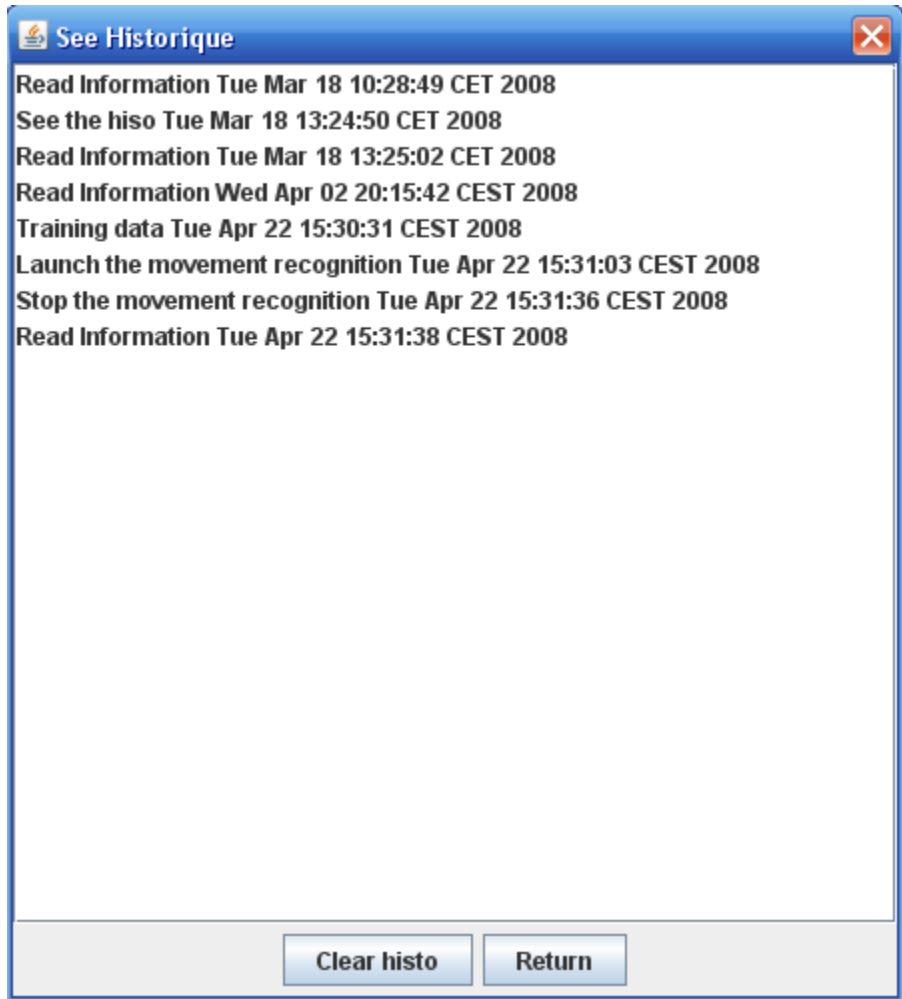 See Historique
Read Information Tue Mar 18 10:28:49 CET 2008
See the hiso Tue Mar 18 13:24:50 CET 2008
Read Information Tue Mar 18 13:25:02 CET 2008
Read Information Wed Apr 02 20:15:42 CEST 2008
Training data Tue Apr 22 15:30:31 CEST 2008
Launch the movement recognition Tue Apr 22 15:31:03 CEST 2008
Stop the movement recognition Tue Apr 22 15:31:36 CEST 2008
Read Information Tue Apr 22 15:31:38 CEST 2008
Clear histo Return